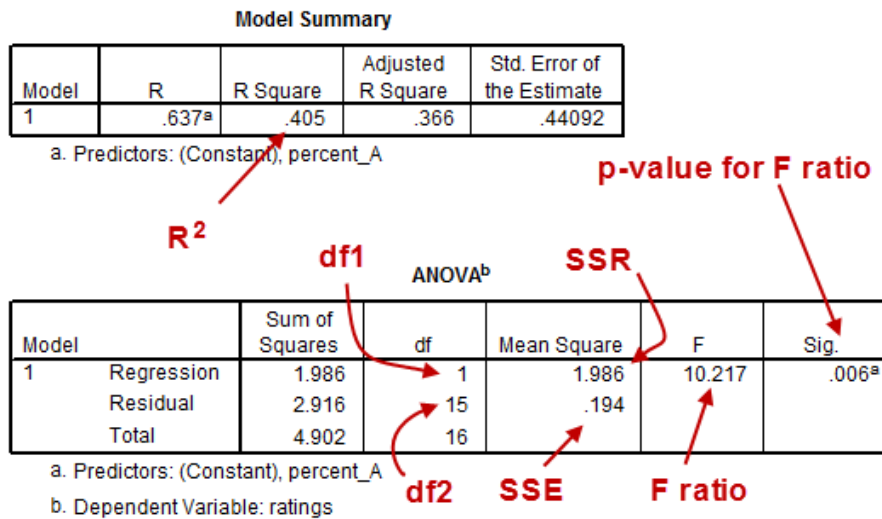 Model Summary
Model R R Square Adjusted R Square Std. Error of the Estimate
1 .637a .405 .366 .44092
a. Predictors: (Constant), percent_A
p-value for F ratio
R²
df1
SSR
ANOVAb
Model Sum of Squares df Mean Square F Sig.
1 Regression 1.986 1 1.986 10.217 .006a
Residual 2.916 15 .194
Total 4.902 16
a. Predictors: (Constant), percent_A
df2 SSE F ratio
b. Dependent Variable: ratings